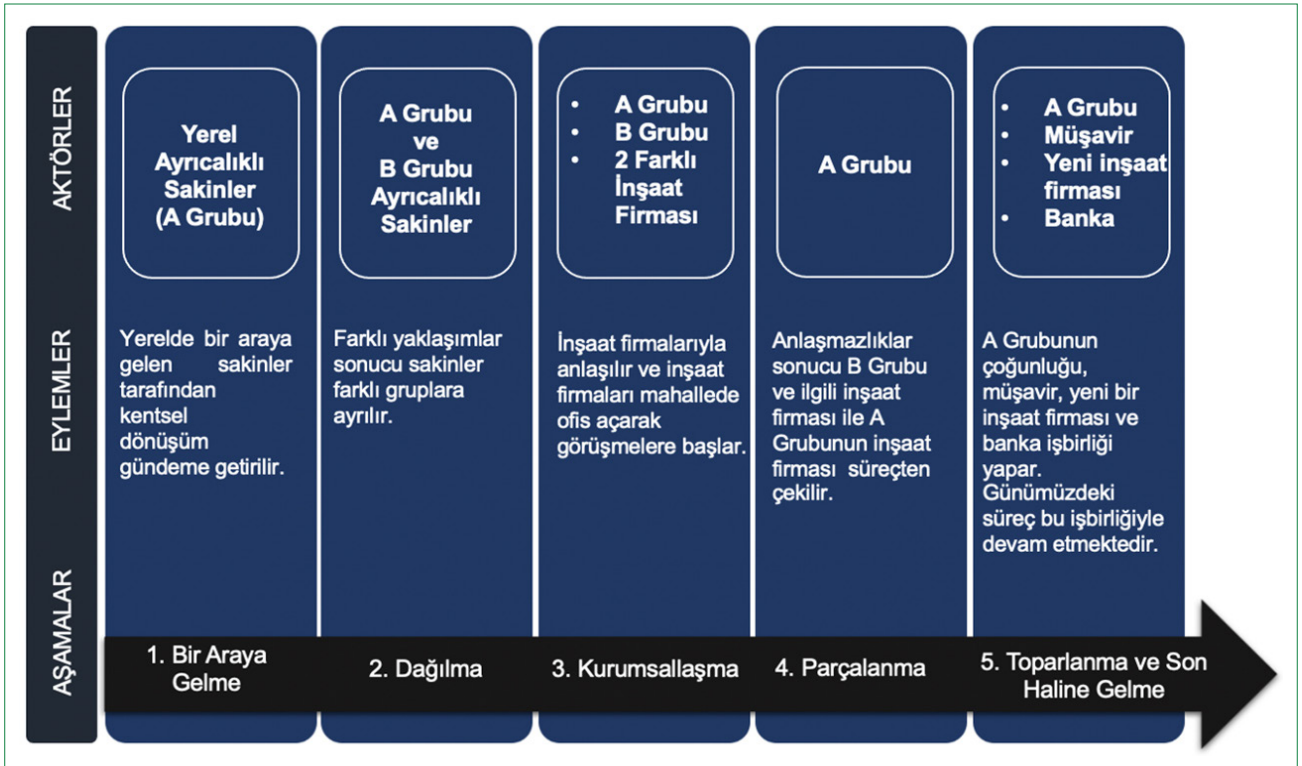 AKTÖRLER
Yerel
Ayrıcalıklı
Sakinler
(A Grubu)
A Grubu
ve
B Grubu
Ayrıcalıklı
Sakinler
• A Grubu
• B Grubu
• 2 Farklı
İnşaat
Firması
A Grubu
• A Grubu
• Müşavir
• Yeni inşaat
firması
• Banka
EYLEMLER
Yerelde bir araya
gelen sakinler
tarafından
kentsel
dönüşüm
gündeme getirilir.
Farklı yaklaşımlar
sonucu sakinler
farklı gruplara
ayrılır.
İnşaat firmalarıyla
anlaşılır ve inşaat
firmaları mahallede
ofis açarak
görüşmelere başlar.
Anlaşmazlıklar
sonucu B Grubu
ve ilgili inşaat
firması ile A
Grubunun inşaat
firması süreçten
çekilir.
A Grubunun
çoğunluğu,
müşavir, yeni bir
inşaat firması ve
banka işbirliği
yapar.
Günümüzdeki
süreç bu işbirliğiyle
devam etmektedir.
AŞAMALAR
1. Bir Araya
Gelme
2. Dağılma
3. Kurumsallaşma
4. Parçalanma
5. Toparlanma ve Son
Haline Gelme